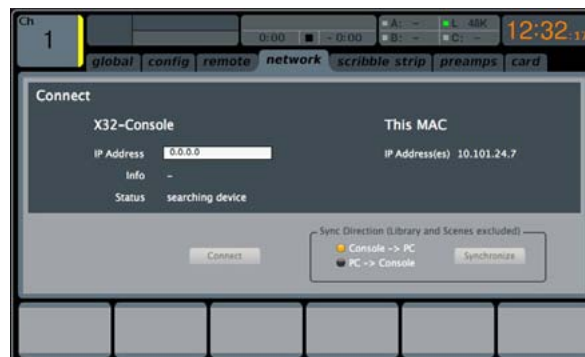 Ch
1
0:00
- 0:00
A: -
B: -
L 48K
C: -
12:32:17
global config remote network scribble strip preamps card
Connect
X32-Console
This MAC
IP Address 0.0.0.0
IP Address(es) 10.101.24.7
Info -
Status searching device
Sync Direction (Library and Scenes excluded)
Console -> PC
PC -> Console
Connect
Synchronize